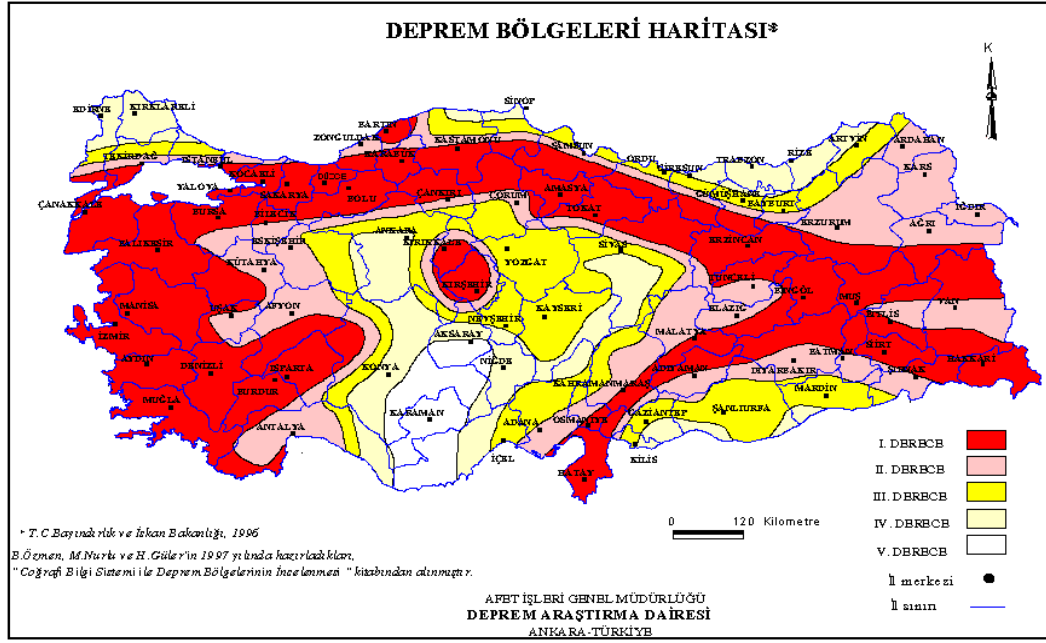 DEPREM BÖLGELERİ HARİTASI*
K
SİNOP
EDİRNE
KIRKLARELİ
BARTIN
ZONGULDAK
KASTAMONU
KARABÜK
SAMSUN
ORDU
GİRESUN
TRABZON
RİZE
ARTVİN
ARDAHAN
KARS
TEKİRDAĞ
İSTANBUL
KOCAELİ
YALOVA
SAKARYA
DÜZCE
BOLU
ÇANKIRI
ÇORUM
AMASYA
TOKAT
GÜMÜŞHANE
BAYBURT
ERZURUM
IĞDIR
AĞRI
ÇANAKKALE
BURSA
BİLECİK
ESKİŞEHİR
ANKARA
KIRIKKALE
YOZGAT
SİVAS
ERZİNCAN
BALIKESİR
KÜTAHYA
KIRŞEHİR
TUNCELİ
BİNGÖL
MUŞ
VAN
MANİSA
UŞAK
AFYON
NEVŞEHİR
KAYSERİ
ELAZIĞ
BİTLİS
İZMİR
AKSARAY
MALATYA
SİİRT
AYDIN
DENİZLİ
ISPARTA
KONYA
NİĞDE
ADIYAMAN
DİYARBAKIR
BATMAN
ŞIRNAK
HAKKARİ
BURDUR
KAHRAMANMARAŞ
MARDİN
MUĞLA
KARAMAN
GAZİANTEP
ŞANLIURFA
ANTALYA
ADANA
OSMANİYE
İÇEL
KİLİS
HATAY
I. DERECE
II. DERECE
III. DERECE
IV. DERECE
V. DERECE
İl merkezi
İl sınırı
0 120 Kilometre
* T.C.Bayındırlık ve İskan Bakanlığı, 1996
B.Özmen, M.Nurlu ve H.Güler'in 1997 yılında hazırladıkları,
" Coğrafi Bilgi Sistemi ile Deprem Bölgelerinin İncelenmesi " kitabından alınmıştır.
AFET İŞLERİ GENEL MÜDÜRLÜĞÜ
DEPREM ARAŞTIRMA DAİRESİ
ANKARA-TÜRKİYE